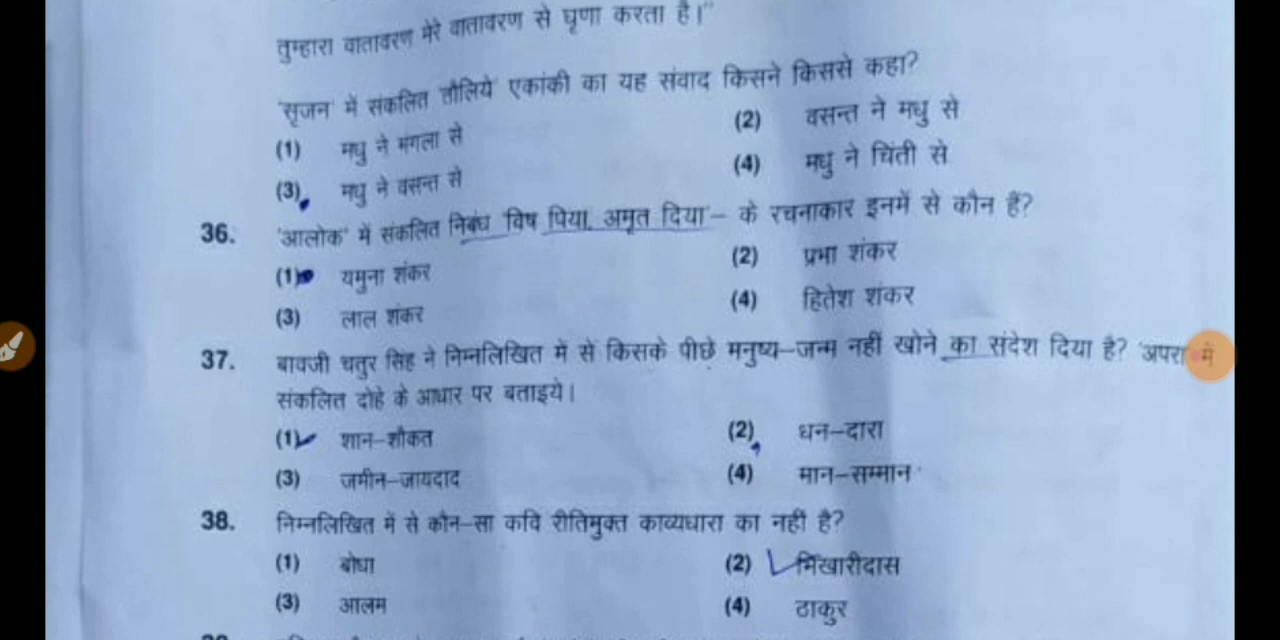 तुम्हारा वातावरण मेरे वातावरण से घृणा करता है।"
'सृजन' में संकलित 'तौलिये' एकांकी का यह संवाद किसने किससे कहा?
(1) मधु ने मंगला से (2) वसन्त ने मधु से
(3) मधु ने वसन्त से (4) मधु ने चिंती से
36. 'आलोक' में संकलित निबंध 'विष पिया, अमृत दिया' – के रचनाकार इनमें से कौन हैं?
(1) यमुना शंकर (2) प्रभा शंकर
(3) लाल शंकर (4) हितेश शंकर
37. बावजी चतुर सिंह ने निम्नलिखित में से किसके पीछे मनुष्य–जन्म नहीं खोने का संदेश दिया है? 'अपरा' में
संकलित दोहे के आधार पर बताइये।
(1) शान–शौकत (2) धन–दारा
(3) जमीन–जायदाद (4) मान–सम्मान
38. निम्नलिखित में से कौन–सा कवि रीतिमुक्त काव्यधारा का नहीं है?
(1) बोधा (2) भिखारीदास
(3) आलम (4) ठाकुर